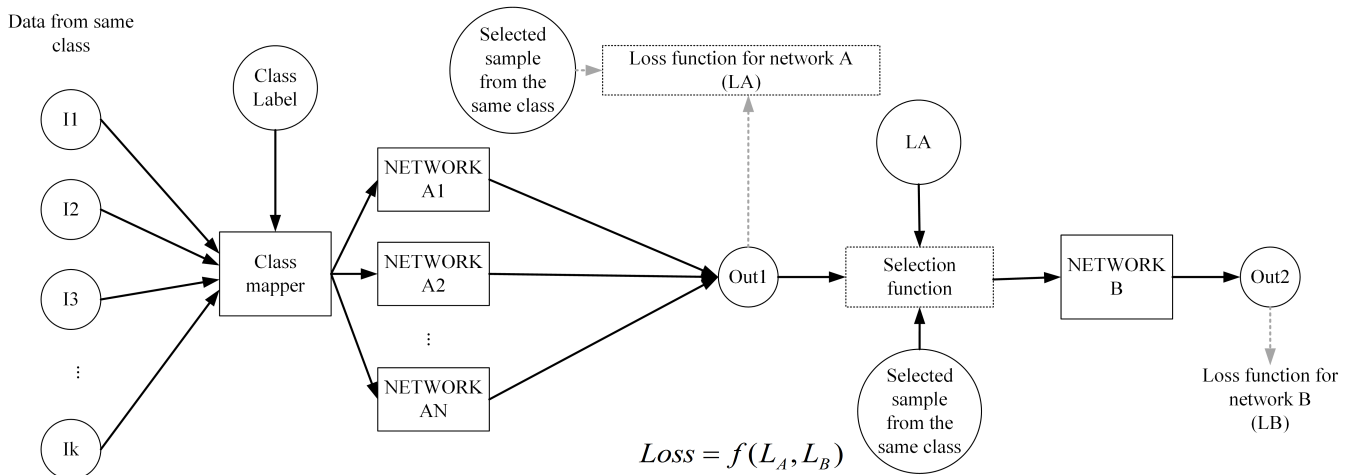 Data from same
class
I1
I2
I3
...
Ik
Class
Label
Class
mapper
NETWORK
A1
NETWORK
A2
...
NETWORK
AN
Selected
sample
from the
same class
Loss function for network A
(LA)
Out1
LA
Selection
function
Selected
sample
from the
same class
NETWORK
B
Out2
Loss function for
network B
(LB)
Loss = f(L_A, L_B)